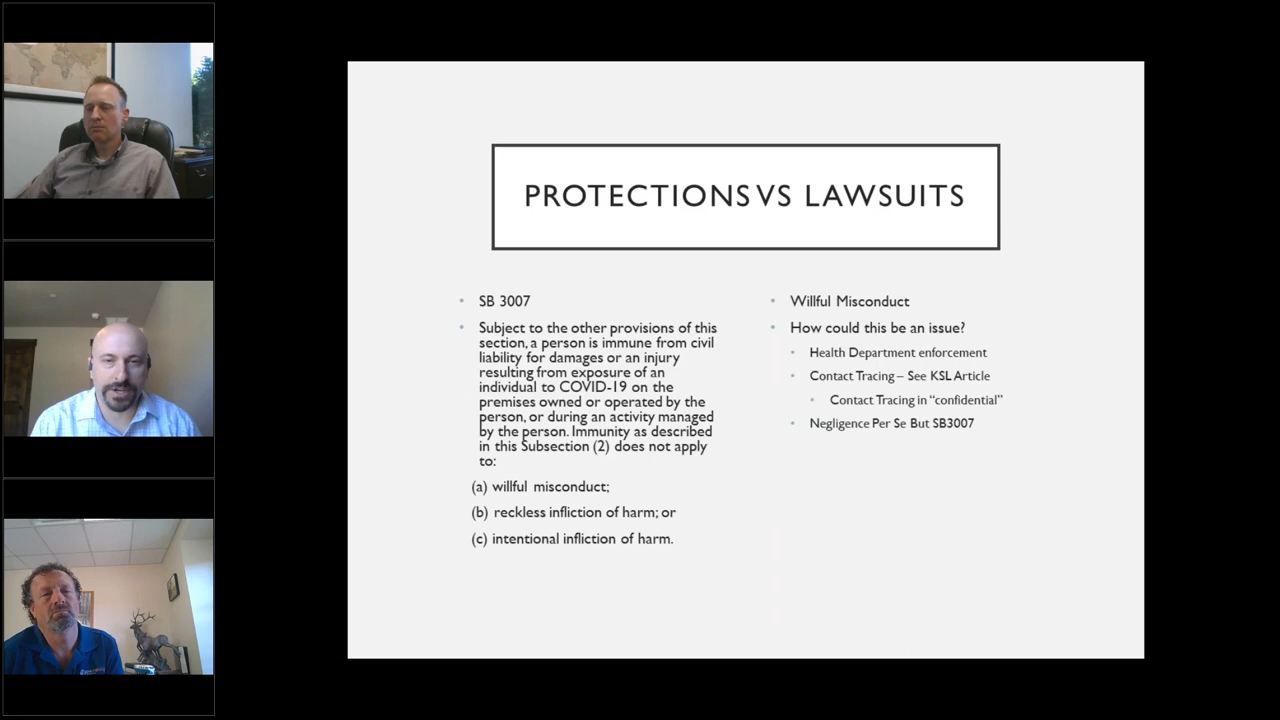 PROTECTIONS VS LAWSUITS
• SB 3007
• Subject to the other provisions of this
section, a person is immune from civil
liability for damages or an injury
resulting from exposure of an
individual to COVID-19 on the
premises owned or operated by the
person, or during an activity managed
by the person. Immunity as described
in this Subsection (2) does not apply
to:
(a) willful misconduct;
(b) reckless infliction of harm; or
(c) intentional infliction of harm.
• Willful Misconduct
• How could this be an issue?
• Health Department enforcement
• Contact Tracing – See KSL Article
• Contact Tracing in “confidential”
• Negligence Per Se But SB3007